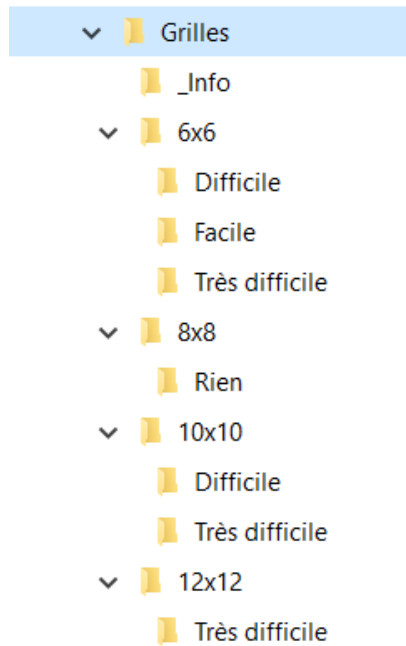 Grilles
_Info
6x6
Difficile
Facile
Très difficile
8x8
Rien
10x10
Difficile
Très difficile
12x12
Très difficile